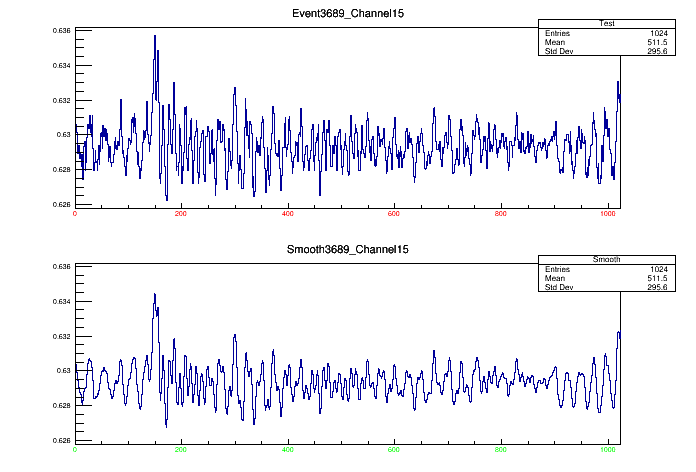 Event3689_Channel15
Test
Entries 1024
Mean 511.5
Std Dev 295.6
0.636
0.634
0.632
0.63
0.628
0.626
0 200 400 600 800 1000
Smooth3689_Channel15
Smooth
Entries 1024
Mean 511.5
Std Dev 295.6
0.636
0.634
0.632
0.63
0.628
0.626
0 200 400 600 800 1000